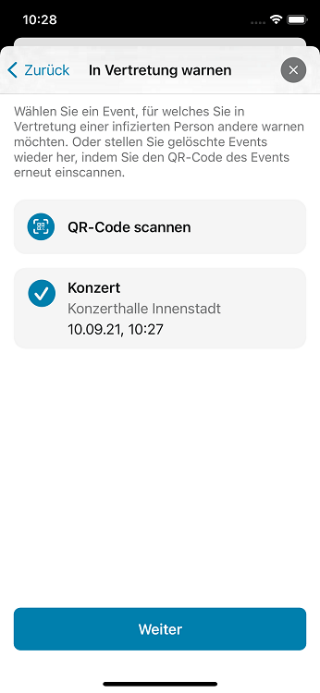 10:28
Zurück
In Vertretung warnen
Wählen Sie ein Event, für welches Sie in
Vertretung einer infizierten Person andere warnen
möchten. Oder stellen Sie gelöschte Events
wieder her, indem Sie den QR-Code des Events
erneut einscannen.
QR-Code scannen
Konzert
Konzerthalle Innenstadt
10.09.21, 10:27
Weiter